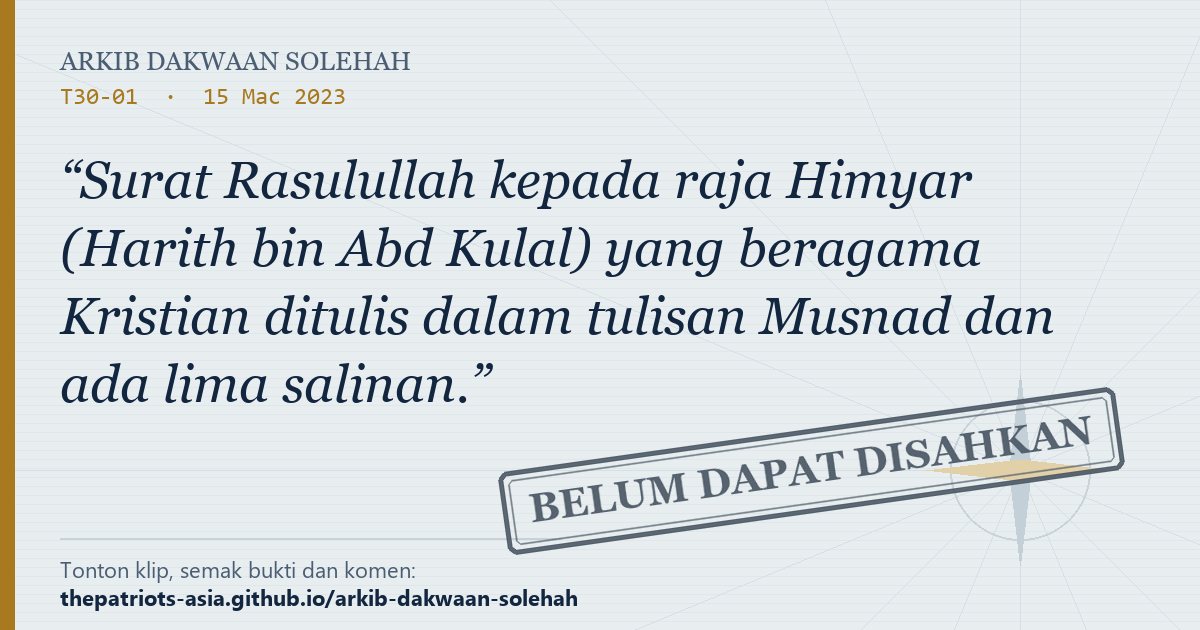 ARKIB DAKWAAN SOLEHAH
T30-01 · 15 Mac 2023
“Surat Rasulullah kepada raja Himyar
(Harith bin Abd Kulal) yang beragama
Kristian ditulis dalam tulisan Musnad dan
ada lima salinan.”
BELUM DAPAT DISAHKAN
Tonton klip, semak bukti dan komen:
thepatriots-asia.github.io/arkib-dakwaan-solehah